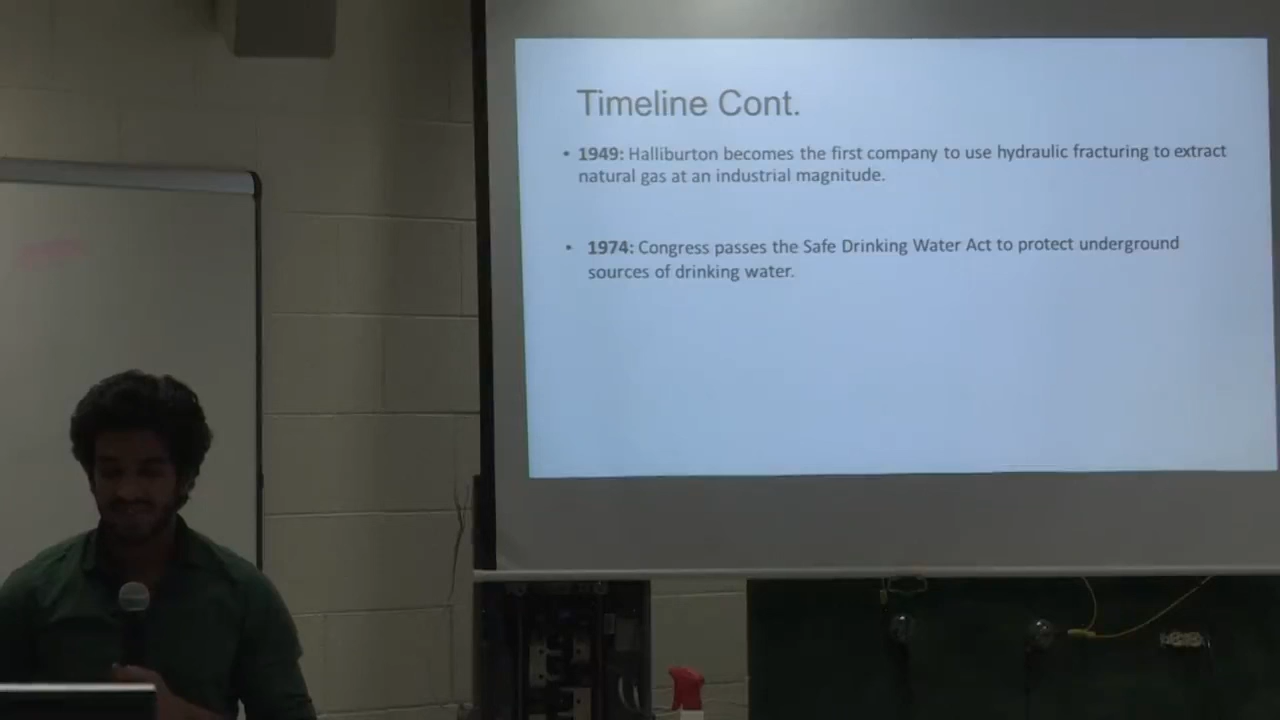 Timeline Cont.
• 1949: Halliburton becomes the first company to use hydraulic fracturing to extract
natural gas at an industrial magnitude.
• 1974: Congress passes the Safe Drinking Water Act to protect underground
sources of drinking water.